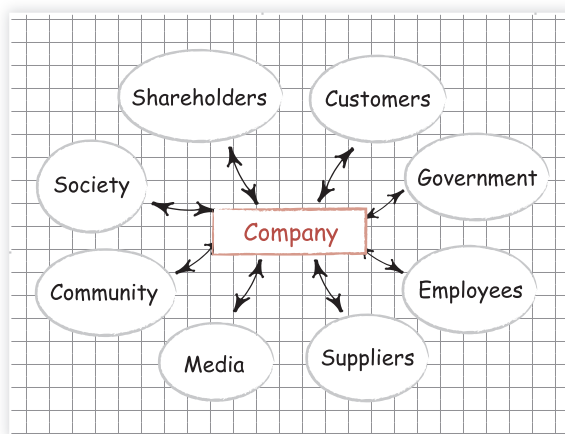 Shareholders
Customers
Society
Government
Company
Community
Employees
Media
Suppliers